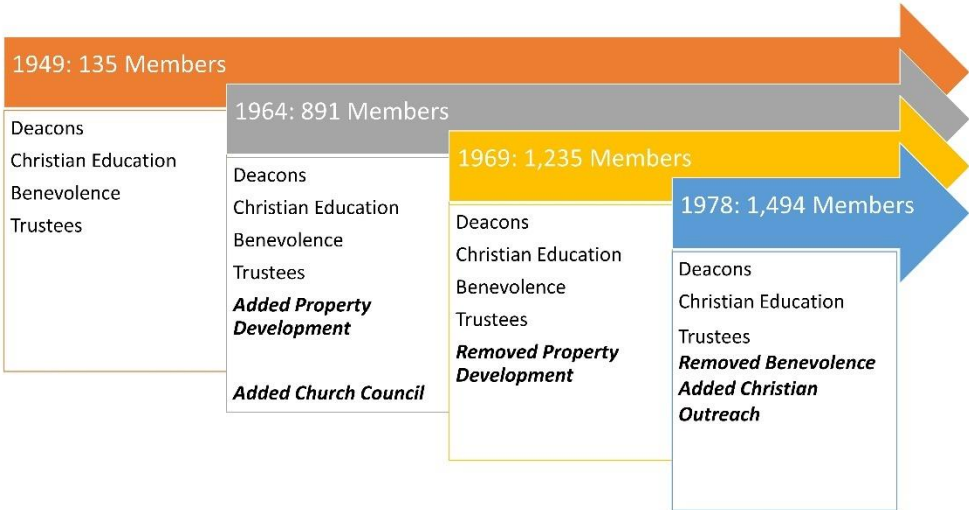 1949: 135 Members
Deacons
Christian Education
Benevolence
Trustees
1964: 891 Members
Deacons
Christian Education
Benevolence
Trustees
Added Property
Development
Added Church Council
1969: 1,235 Members
Deacons
Christian Education
Benevolence
Trustees
Removed Property
Development
1978: 1,494 Members
Deacons
Christian Education
Trustees
Removed Benevolence
Added Christian
Outreach